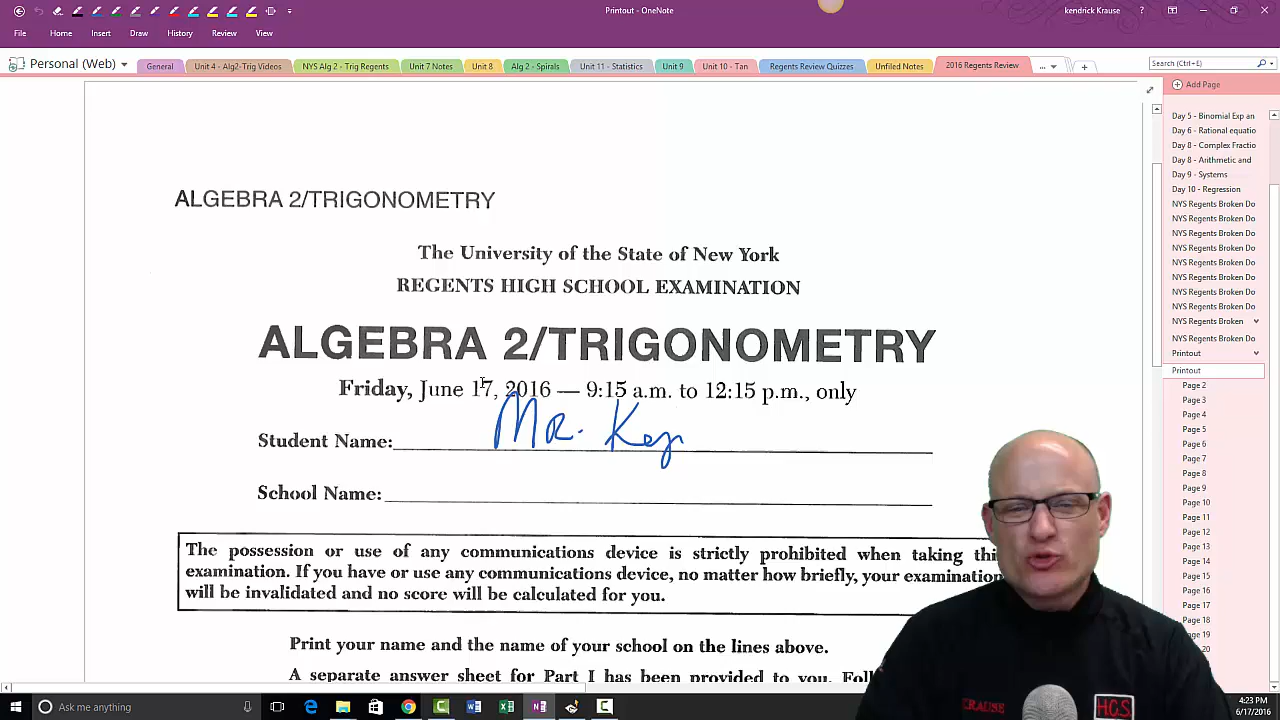 Printout - OneNote
kendrick Krause
?
File Home Insert Draw History Review View
Personal (Web)
General
Unit 4 - Alg2-Trig Videos
NYS Alg 2 - Trig Regents
Unit 7 Notes
Unit 8
Alg 2 - Spirals
Unit 11 - Statistics
Unit 9
Unit 10 - Tan
Regents Review Quizzes
Unfiled Notes
2016 Regents Review
...
Search (Ctrl+E)
Add Page
ALGEBRA 2/TRIGONOMETRY
The University of the State of New York
REGENTS HIGH SCHOOL EXAMINATION
ALGEBRA 2/TRIGONOMETRY
Friday, June 17, 2016 — 9:15 a.m. to 12:15 p.m., only
Student Name:
MR. Key
School Name:
The possession or use of any communications device is strictly prohibited when taking thi
examination. If you have or use any communications device, no matter how briefly, your examination
will be invalidated and no score will be calculated for you.
Print your name and the name of your school on the lines above.
A separate answer sheet for Part I has been provided to you. Foll
Day 5 - Binomial Exp an
Day 6 - Rational equatio
Day 8 - Complex Fractio
Day 8 - Arithmetic and
Day 9 - Systems
Day 10 - Regression
NYS Regents Broken Do
NYS Regents Broken Do
NYS Regents Broken Do
NYS Regents Broken Do
NYS Regents Broken Do
NYS Regents Broken Do
NYS Regents Broken Do
NYS Regents Broken Do
NYS Regents Broken
NYS Regents Broken Do
Printout
Printout
Page 2
Page 3
Page 4
Page 5
Page 6
Page 7
Page 8
Page 9
Page 10
Page 11
Page 12
Page 13
Page 14
Page 15
Page 16
Page 17
Page 18
19
20
KRAUSE
H.C.S.
Ask me anything
4:23 PM
6/17/2016